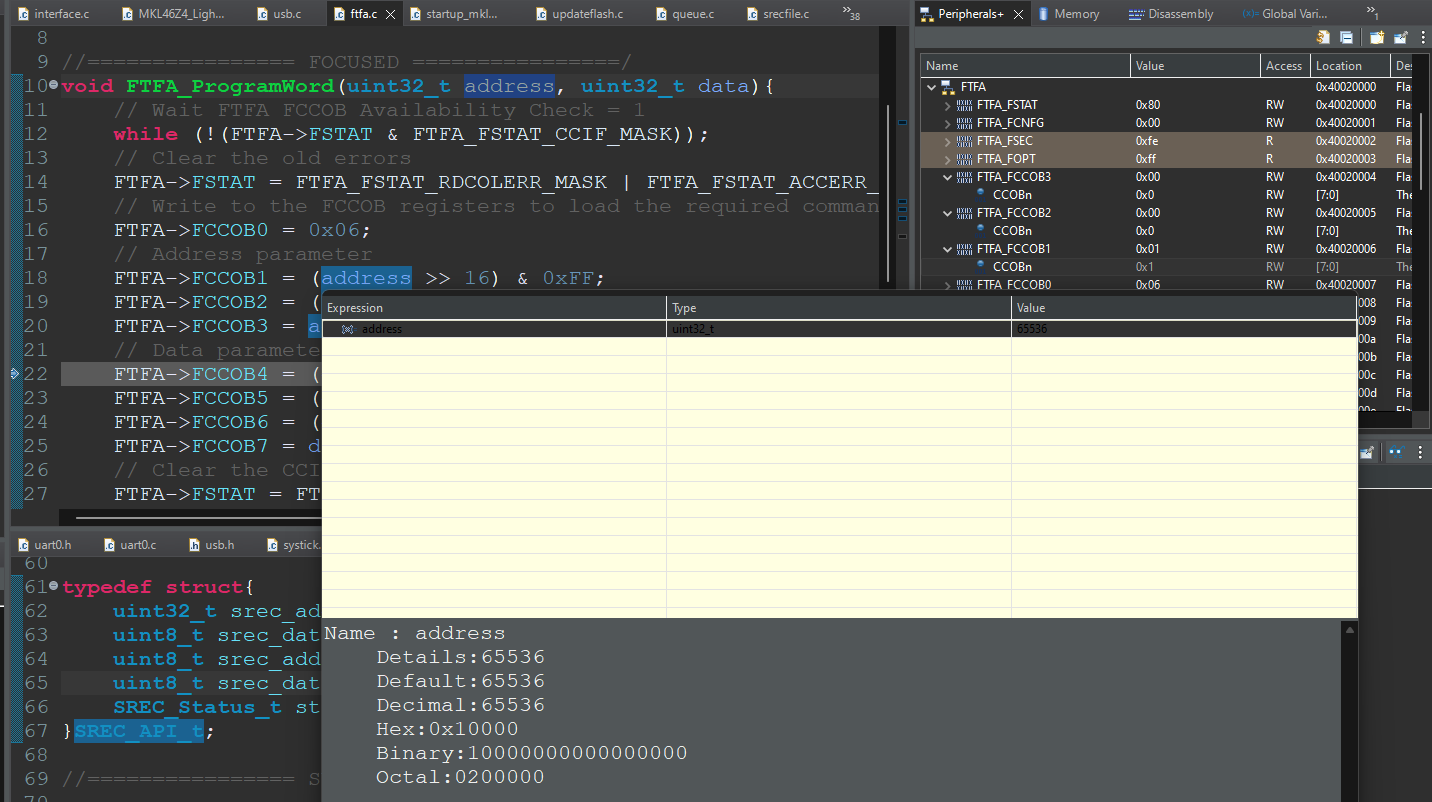 interface.c MKL46Z4_Ligh... usb.c ftfa.c startup_mkl... updateflash.c queue.c srecfile.c 38
8
9 //================ FOCUSED ================/
10 void FTFA_ProgramWord(uint32_t address, uint32_t data){
11 // Wait FTFA FCCOB Availability Check = 1
12 while (!(FTFA->FSTAT & FTFA_FSTAT_CCIF_MASK));
13 // Clear the old errors
14 FTFA->FSTAT = FTFA_FSTAT_RDCOLERR_MASK | FTFA_FSTAT_ACCERR_
15 // Write to the FCCOB registers to load the required comman
16 FTFA->FCCOB0 = 0x06;
17 // Address parameter
18 FTFA->FCCOB1 = (address >> 16) & 0xFF;
19 FTFA->FCCOB2 = (
20 FTFA->FCCOB3 = a
21 // Data paramete
22 FTFA->FCCOB4 = (
23 FTFA->FCCOB5 = (
24 FTFA->FCCOB6 = (
25 FTFA->FCCOB7 = d
26 // Clear the CCI
27 FTFA->FSTAT = FT
Peripherals+ Memory Disassembly Global Vari... 1
Name Value Access Location Des
FTFA 0x40020000 Fla
FTFA_FSTAT 0x80 RW 0x40020000 Fla
FTFA_FCNFG 0x00 RW 0x40020001 Fla
FTFA_FSEC 0xfe R 0x40020002 Fla
FTFA_FOPT 0xff R 0x40020003 Fla
FTFA_FCCOB3 0x00 RW 0x40020004 Fla
CCOBn 0x0 RW [7:0] The
FTFA_FCCOB2 0x00 RW 0x40020005 Fla
CCOBn 0x0 RW [7:0] The
FTFA_FCCOB1 0x01 RW 0x40020006 Fla
CCOBn 0x1 RW [7:0] The
FTFA_FCCOB0 0x06 RW 0x40020007 Fla
008 Fla
009 Fla
00a Fla
00b Fla
00c Fla
00d Fla
00e Fla
Expression Type Value
address uint32_t 65536
Name : address
Details:65536
Default:65536
Decimal:65536
Hex:0x10000
Binary:10000000000000000
Octal:0200000
uart0.h uart0.c usb.h systick.
60
61 typedef struct{
62 uint32_t srec_ad
63 uint8_t srec_dat
64 uint8_t srec_add
65 uint8_t srec_dat
66 SREC_Status_t st
67 }SREC_API_t;
68
69 //================ S
70